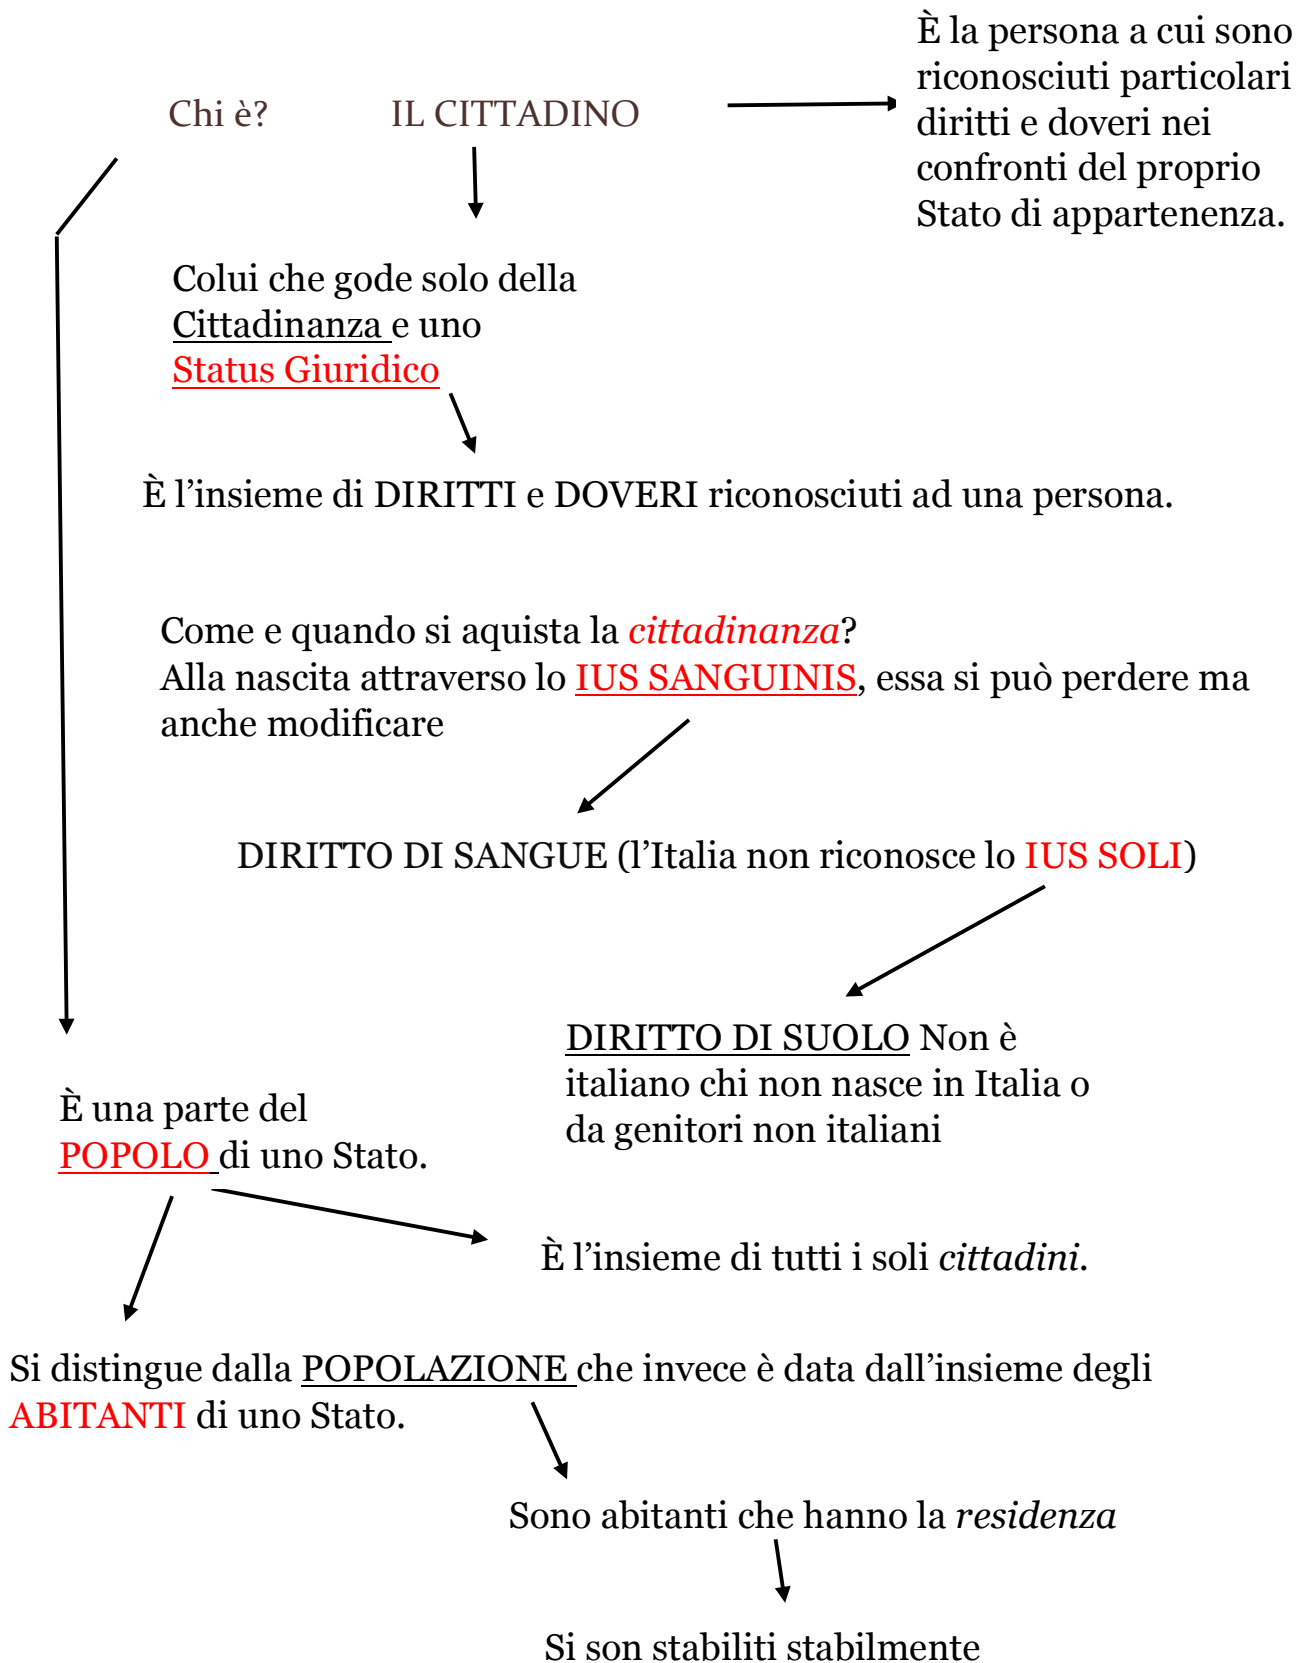 Chi è? IL CITTADINO
È la persona a cui sono
riconosciuti particolari
diritti e doveri nei
confronti del proprio
Stato di appartenenza.
Colui che gode solo della
Cittadinanza e uno
Status Giuridico
È l’insieme di DIRITTI e DOVERI riconosciuti ad una persona.
Come e quando si aquista la cittadinanza?
Alla nascita attraverso lo IUS SANGUINIS, essa si può perdere ma
anche modificare
DIRITTO DI SANGUE (l’Italia non riconosce lo IUS SOLI)
DIRITTO DI SUOLO Non è
italiano chi non nasce in Italia o
da genitori non italiani
È una parte del
POPOLO di uno Stato.
È l’insieme di tutti i soli cittadini.
Si distingue dalla POPOLAZIONE che invece è data dall’insieme degli
ABITANTI di uno Stato.
Sono abitanti che hanno la residenza
Si son stabiliti stabilmente